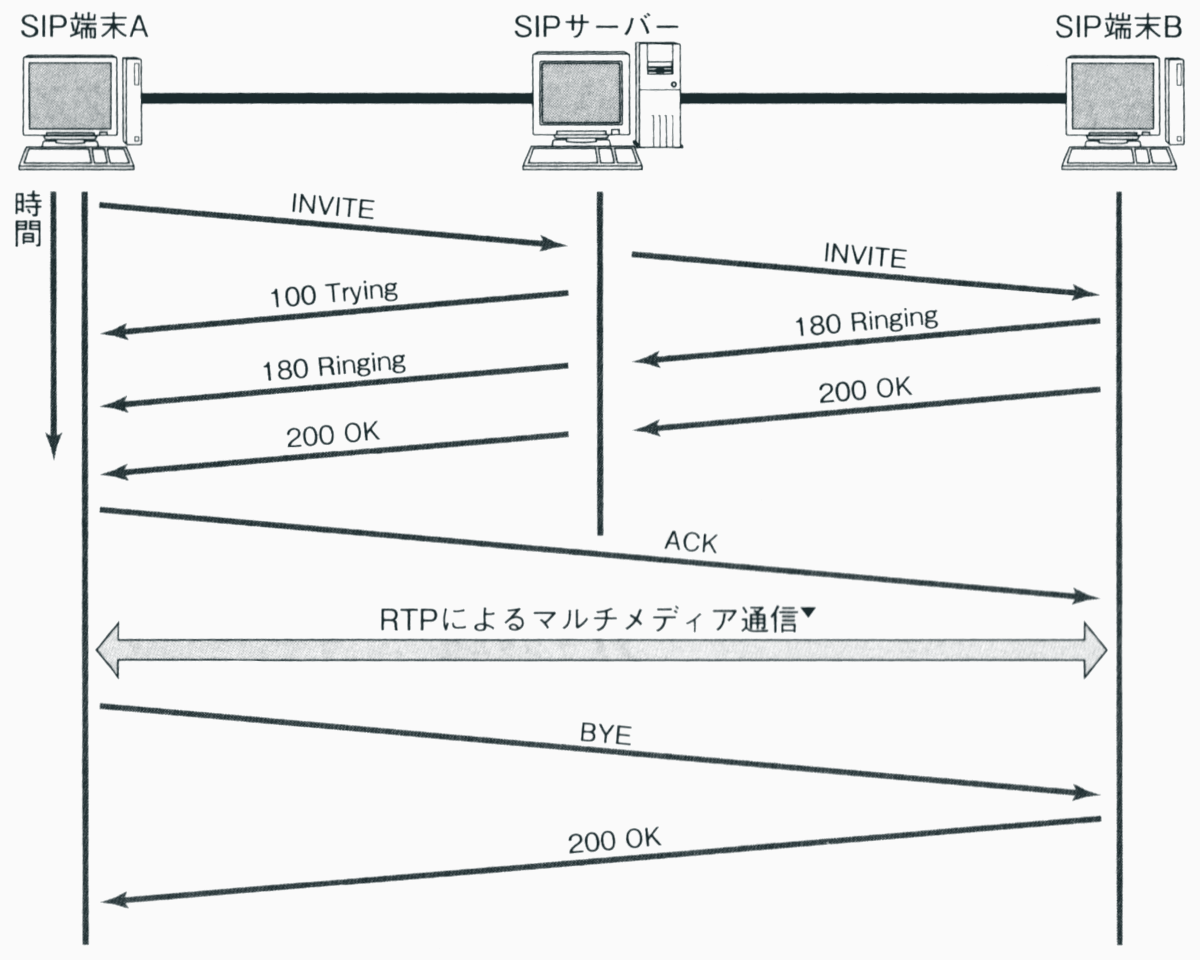 SIP端末A
SIPサーバー
SIP端末B
時間
INVITE
INVITE
100 Trying
180 Ringing
180 Ringing
200 OK
200 OK
ACK
RTPによるマルチメディア通信▼
BYE
200 OK